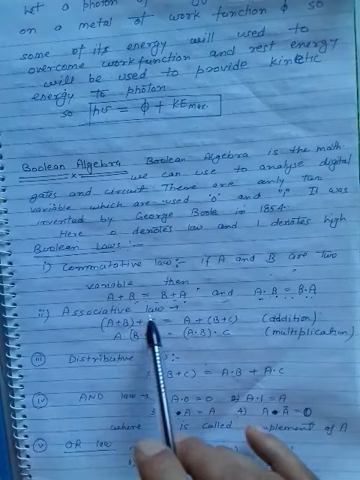 Let a photon of
on a metal of work function ϕ so
some of its energy will used to
overcome workfunction and rest energy
will be used to provide kinetic
energy to photon
so hν = ϕ + KEmax.
Boolean Algebra Boolean Algebra is the math
we can use to analyse digital
gates and circuit There are only two
variable which are used '0' and "1" It was
invented by George Boole in 1854.
Here 0 denotes low and 1 denotes high
Boolean Laws:-
i) Commutative law:- if A and B are two
variable then
A + B = B + A and A·B = B·A
ii) Associative law →
(A+B)+ = A + (B+C) (addition)
A (B = (A·B)·C (multiplication)
iii) Distributive :-
(B+C) = A·B + A·C
iv) AND law → A·0 = 0 2) A·1 = A
3 ·A = A 4) A·Ā = 0
where is called uplement of A
v) OR law